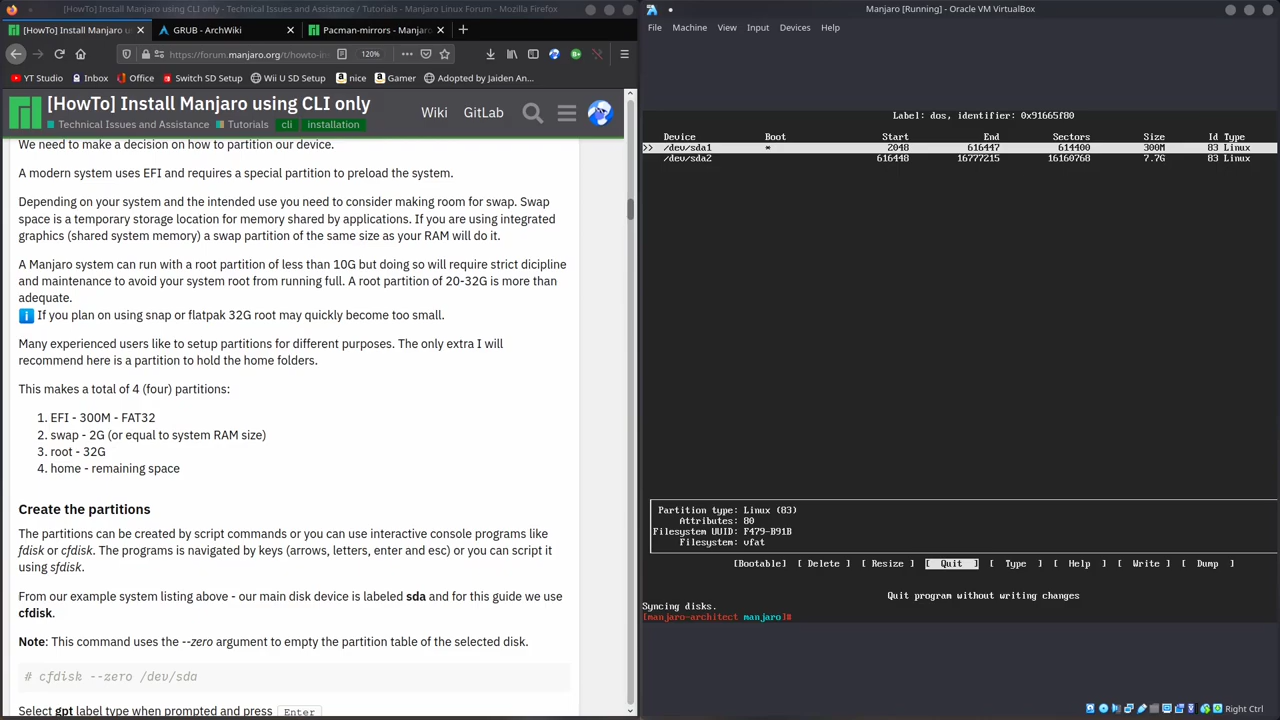 [HowTo] Install Manjaro using CLI only - Technical Issues and Assistance / Tutorials - Manjaro Linux Forum - Mozilla Firefox
[HowTo] Install Manjaro u
GRUB - ArchWiki
Pacman-mirrors - Manjaro
https://forum.manjaro.org/t/howto-in
120%
YT Studio
Inbox
Office
Switch SD Setup
Wii U SD Setup
nice
Gamer
Adopted by Jaiden An...
[HowTo] Install Manjaro using CLI only
Technical Issues and Assistance
Tutorials
cli
installation
Wiki
GitLab
We need to make a decision on how to partition our device.
A modern system uses EFI and requires a special partition to preload the system.
Depending on your system and the intended use you need to consider making room for swap. Swap
space is a temporary storage location for memory shared by applications. If you are using integrated
graphics (shared system memory) a swap partition of the same size as your RAM will do it.
A Manjaro system can run with a root partition of less than 10G but doing so will require strict dicipline
and maintenance to avoid your system root from running full. A root partition of 20-32G is more than
adequate.
If you plan on using snap or flatpak 32G root may quickly become too small.
Many experienced users like to setup partitions for different purposes. The only extra I will
recommend here is a partition to hold the home folders.
This makes a total of 4 (four) partitions:
1. EFI - 300M - FAT32
2. swap - 2G (or equal to system RAM size)
3. root - 32G
4. home - remaining space
Create the partitions
The partitions can be created by script commands or you can use interactive console programs like
fdisk or cfdisk. The programs is navigated by keys (arrows, letters, enter and esc) or you can script it
using sfdisk.
From our example system listing above - our main disk device is labeled sda and for this guide we use
cfdisk.
Note: This command uses the --zero argument to empty the partition table of the selected disk.
# cfdisk --zero /dev/sda
Select gpt label type when prompted and press Enter
Manjaro [Running] - Oracle VM VirtualBox
File Machine View Input Devices Help
Label: dos, identifier: 0x91665f80
Device Boot Start End Sectors Size Id Type
>> /dev/sda1 * 2048 616447 614400 300M 83 Linux
/dev/sda2 616448 16777215 16160768 7.7G 83 Linux
Partition type: Linux (83)
Attributes: 80
Filesystem UUID: F479-B91B
Filesystem: vfat
[Bootable] [ Delete ] [ Resize ] [ Quit ] [ Type ] [ Help ] [ Write ] [ Dump ]
Quit program without writing changes
Syncing disks.
[manjaro-architect manjaro]#
Right Ctrl